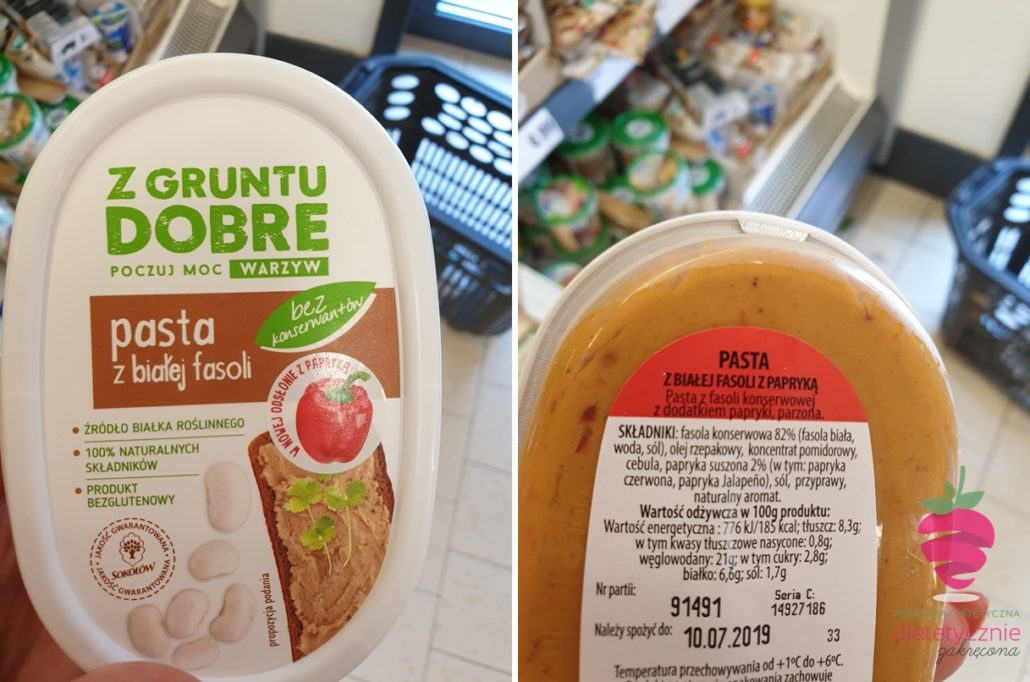 Z GRUNTU
DOBRE
POCZUJ MOC WARZYW
bez
konserwantów
pasta
z białej fasoli
W NOWEJ ODSŁONIE Z PAPRYKĄ
• ŹRÓDŁO BIAŁKA ROŚLINNEGO
• 100% NATURALNYCH
SKŁADNIKÓW
• PRODUKT
BEZGLUTENOWY
JAKOŚĆ GWARANTOWANA
SOKOŁÓW
JAKOŚĆ GWARANTOWANA
propozycja podania
PASTA
Z BIAŁEJ FASOLI Z PAPRYKĄ
Pasta z fasoli konserwowej
z dodatkiem papryki, parzona.
SKŁADNIKI: fasola konserwowa 82% (fasola biała,
woda, sól), olej rzepakowy, koncentrat pomidorowy,
cebula, papryka suszona 2% (w tym: papryka
czerwona, papryka Jalapeño), sól, przyprawy,
naturalny aromat.
Wartość odżywcza w 100g produktu:
Wartość energetyczna : 776 kJ/185 kcal; tłuszcz: 8,3g;
w tym kwasy tłuszczowe nasycone: 0,8g;
węglowodany: 21g; w tym cukry: 2,8g;
białko: 6,6g; sól: 1,7g
Nr partii:
91491
Seria C:
14927186
Należy spożyć do:
10.07.2019
33
Temperatura przechowywania od +1°C do +6°C.
PORADNIA DIETETYCZNA
dietetycznie
zakręcona